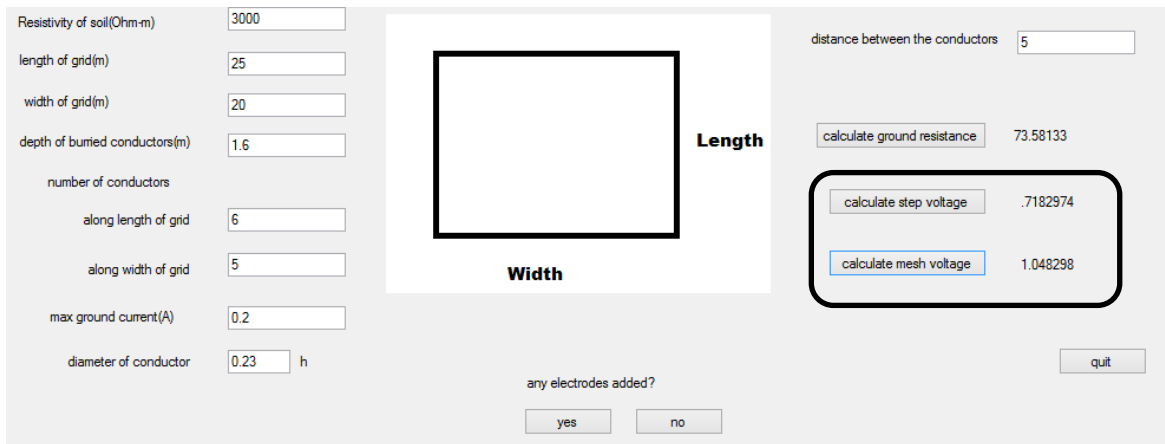 Resistivity of soil(Ohm-m) 3000
length of grid(m) 25
width of grid(m) 20
depth of burried conductors(m) 1.6
number of conductors
along length of grid 6
along width of grid 5
max ground current(A) 0.2
diameter of conductor 0.23 h
Length
Width
any electrodes added?
yes no
distance between the conductors 5
calculate ground resistance 73.58133
calculate step voltage .7182974
calculate mesh voltage 1.048298
quit